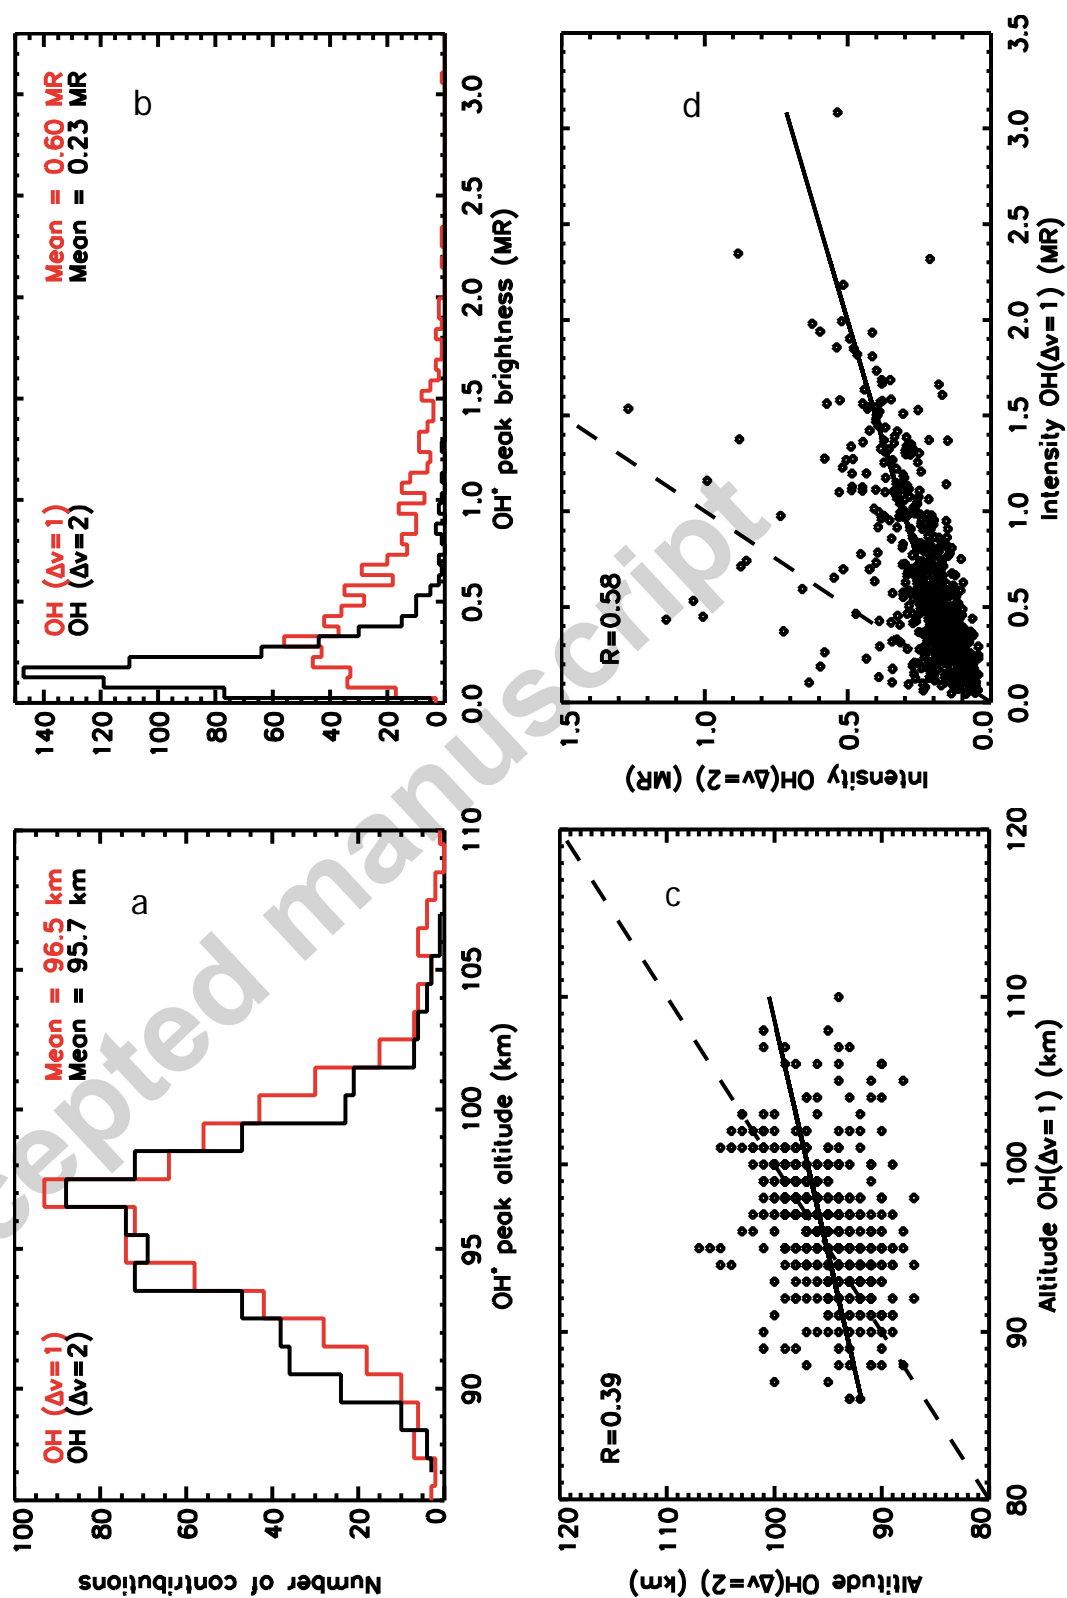 OH (Δv=1)
OH (Δv=2)
Mean = 96.5 km
Mean = 95.7 km
a
100
80
60
40
20
0
Number of contributions
90
95
100
105
110
OH* peak altitude (km)
OH (Δv=1)
OH (Δv=2)
Mean = 0.60 MR
Mean = 0.23 MR
b
140
120
100
80
60
40
20
0
0.0
0.5
1.0
1.5
2.0
2.5
3.0
OH* peak brightness (MR)
R=0.39
c
120
110
100
90
80
Altitude OH(Δv=2) (km)
80
90
100
110
120
Altitude OH(Δv=1) (km)
R=0.58
d
1.5
1.0
0.5
0.0
Intensity OH(Δv=2) (MR)
0.0
0.5
1.0
1.5
2.0
2.5
3.0
3.5
Intensity OH(Δv=1) (MR)
cepted manuscript